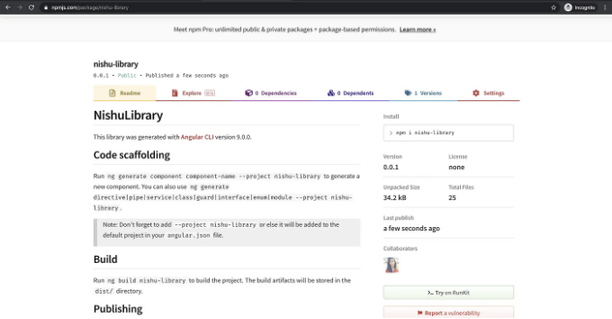 npmjs.com/package/nishu-library
Incognito
Meet npm Pro: unlimited public & private packages + package-based permissions. Learn more »
nishu-library
0.0.1 • Public • Published a few seconds ago
Readme
Explore
0 Dependencies
0 Dependents
1 Versions
Settings
NishuLibrary
This library was generated with Angular CLI version 9.0.0.
Code scaffolding
Run ng generate component component-name --project nishu-library to generate a
new component. You can also use ng generate
directive|pipe|service|class|guard|interface|enum|module --project nishu-
library .
Note: Don't forget to add --project nishu-library or else it will be added to the
default project in your angular.json file.
Build
Run ng build nishu-library to build the project. The build artifacts will be stored in the
dist/ directory.
Publishing
Install
> npm i nishu-library
Version
License
0.0.1
none
Unpacked Size
Total Files
34.2 kB
25
Last publish
a few seconds ago
Collaborators
Try on RunKit
Report a vulnerability